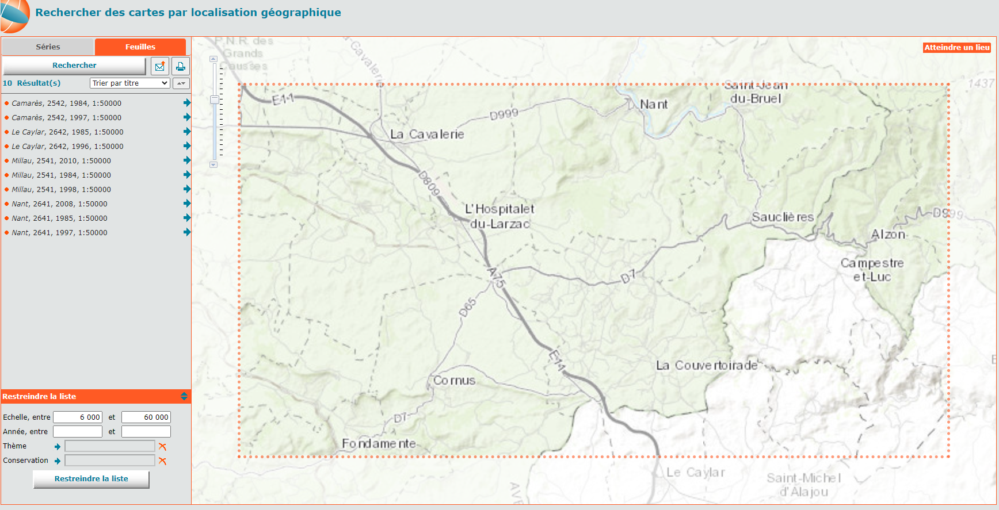 Rechercher des cartes par localisation géographique
Séries
Feuilles
Rechercher
10 Résultat(s)
Trier par titre
Camarès, 2542, 1984, 1:50000
Camarès, 2542, 1997, 1:50000
Le Caylar, 2642, 1985, 1:50000
Le Caylar, 2642, 1996, 1:50000
Millau, 2541, 2010, 1:50000
Millau, 2541, 1984, 1:50000
Millau, 2541, 1998, 1:50000
Nant, 2641, 2008, 1:50000
Nant, 2641, 1985, 1:50000
Nant, 2641, 1997, 1:50000
Restreindre la liste
Echelle, entre 6 000 et 60 000
Année, entre et
Thème
Conservation
Restreindre la liste
Atteindre un lieu
P.N.R. des
Grands
Causses
Cavalerie
1437
Saint-Jean
du-Bruel
E11
Nant
D999
La Cavalerie
D809
L'Hospitalet
du-Larzac
Sauclières
D999
Alzon
A75
D7
Campestre
et-Luc
D65
E11
La Couvertoirade
Cornus
D7
Fondamente
Le Caylar
Saint-Michel
d'Alajou